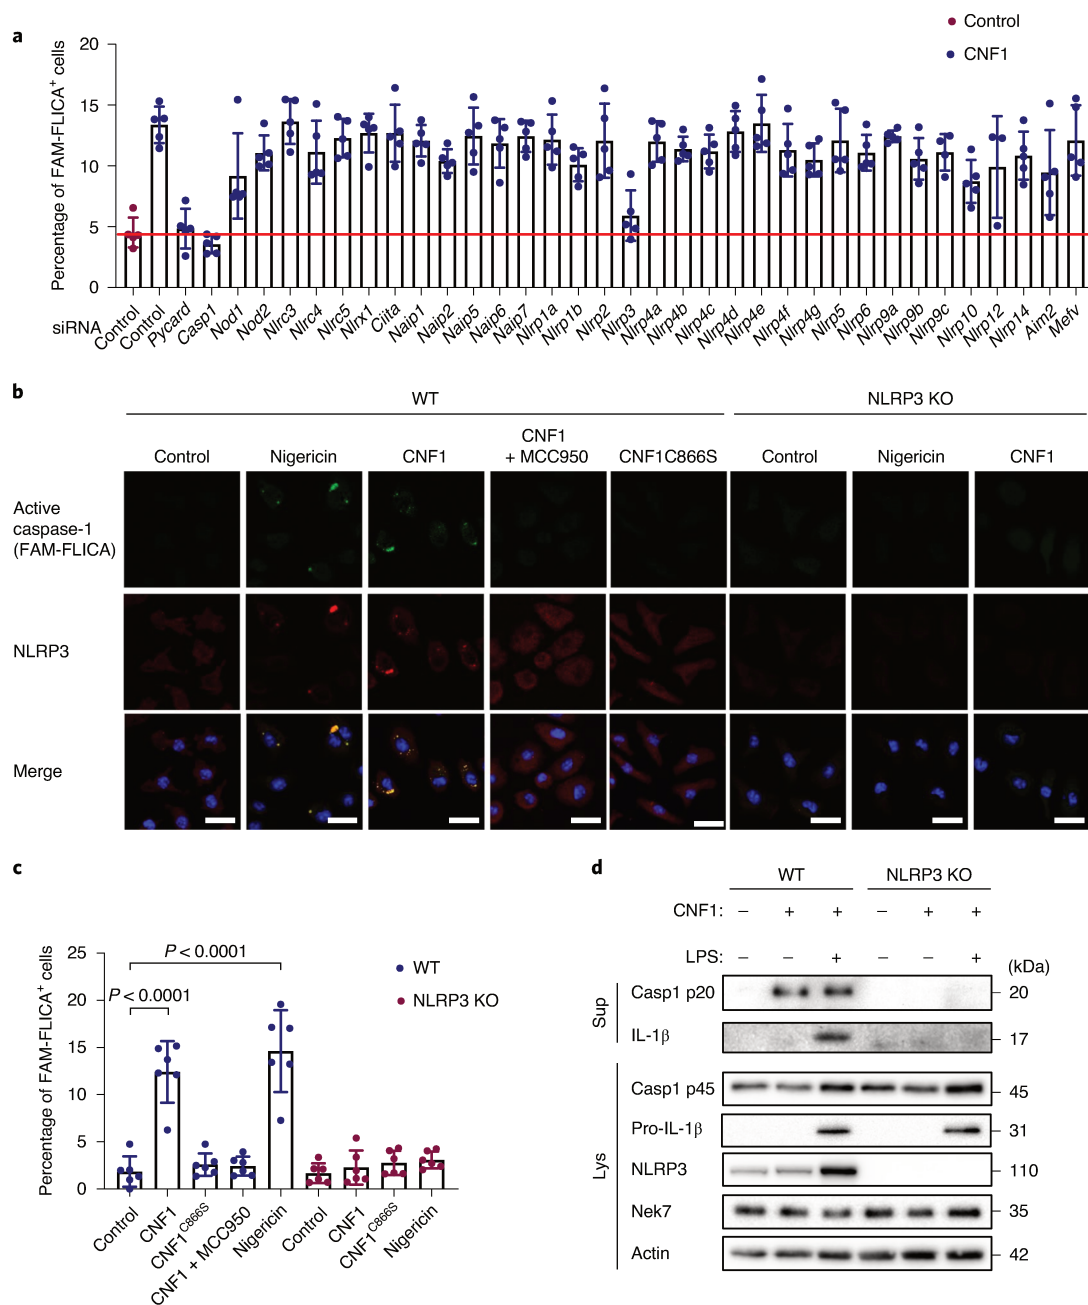 a
Control
CNF1
Percentage of FAM-FLICA+ cells
20
15
10
5
0
siRNA
Control
Control
Pycard
Casp1
Nod1
Nod2
Nlrc3
Nlrc4
Nlrc5
Nlrx1
Ciita
Naip1
Naip2
Naip5
Naip6
Naip7
Nlrp1a
Nlrp1b
Nlrp2
Nlrp3
Nlrp4a
Nlrp4b
Nlrp4c
Nlrp4d
Nlrp4e
Nlrp4f
Nlrp4g
Nlrp5
Nlrp6
Nlrp9a
Nlrp9b
Nlrp9c
Nlrp10
Nlrp12
Nlrp14
Aim2
Mefv
b
WT NLRP3 KO
Control Nigericin CNF1 CNF1 + MCC950 CNF1C866S Control Nigericin CNF1
Active
caspase-1
(FAM-FLICA)
NLRP3
Merge
c
Percentage of FAM-FLICA+ cells
25
20
15
10
5
0
P < 0.0001
P < 0.0001
WT
NLRP3 KO
Control
CNF1
CNF1C866S
CNF1 + MCC950
Nigericin
Control
CNF1
CNF1C866S
Nigericin
d
WT NLRP3 KO
CNF1: – + + – + +
LPS: – – + – – +
(kDa)
Sup
Casp1 p20 20
IL-1β 17
Lys
Casp1 p45 45
Pro-IL-1β 31
NLRP3 110
Nek7 35
Actin 42